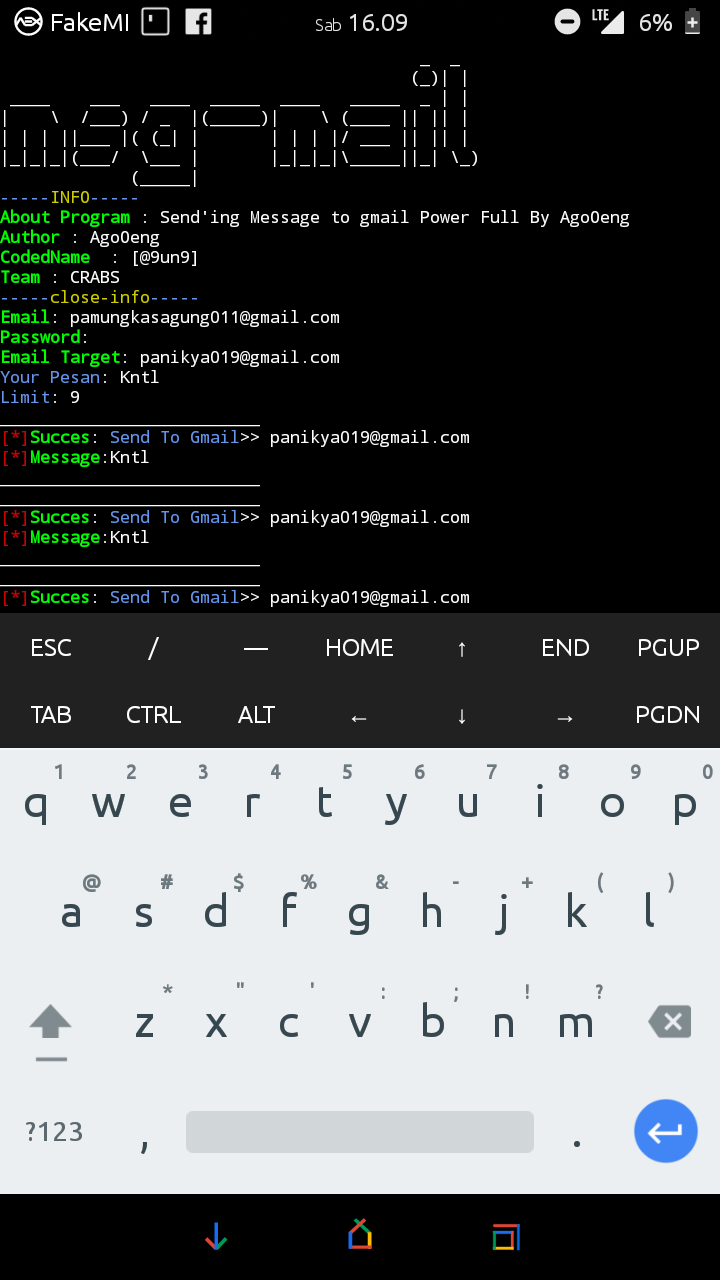 FakeMI Sab 16.09 LTE 6%
msg-mail
-----INFO-----
About Program : Send'ing Message to gmail Power Full By AgoOeng
Author : AgoOeng
CodedName  : [@9un9]
Team : CRABS
-----close-info-----
Email: pamungkasagung011@gmail.com
Password:
Email Target: panikya019@gmail.com
Your Pesan: Kntl
Limit: 9
[*]Succes: Send To Gmail>> panikya019@gmail.com
[*]Message:Kntl
[*]Succes: Send To Gmail>> panikya019@gmail.com
[*]Message:Kntl
[*]Succes: Send To Gmail>> panikya019@gmail.com
ESC / — HOME ↑ END PGUP
TAB CTRL ALT ← ↓ → PGDN
1 2 3 4 5 6 7 8 9 0
q w e r t y u i o p
@ # $ % & - + ( )
a s d f g h j k l
* " ' : ; ! ?
z x c v b n m
?123 , .